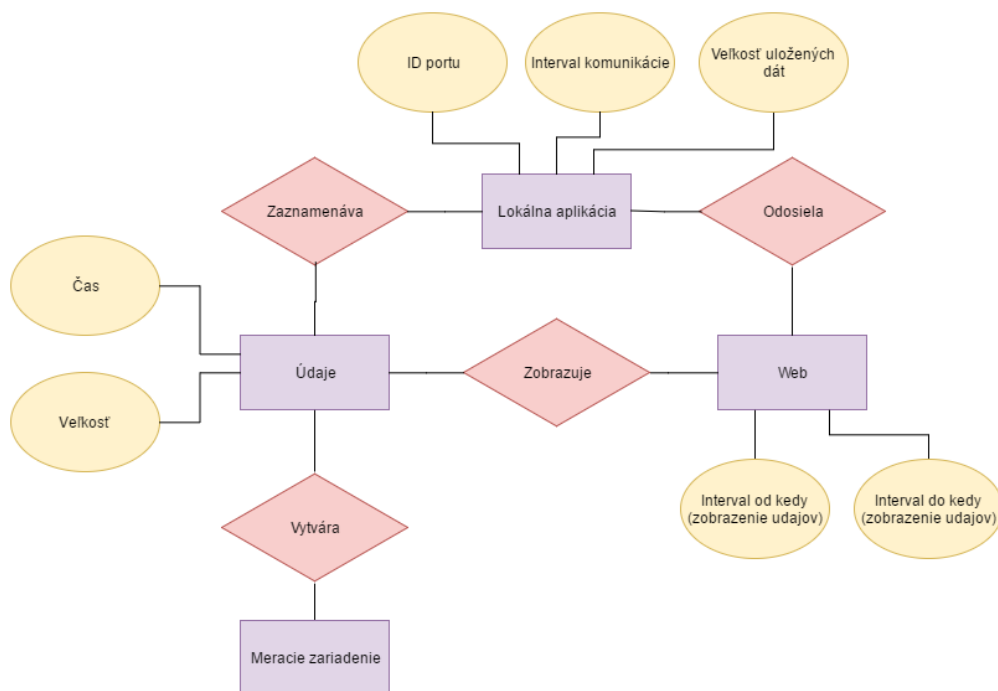 ID portu
Interval komunikácie
Veľkosť uložených
dát
Zaznamenáva
Lokálna aplikácia
Odosiela
Čas
Údaje
Zobrazuje
Web
Veľkosť
Interval od kedy
(zobrazenie udajov)
Interval do kedy
(zobrazenie udajov)
Vytvára
Meracie zariadenie